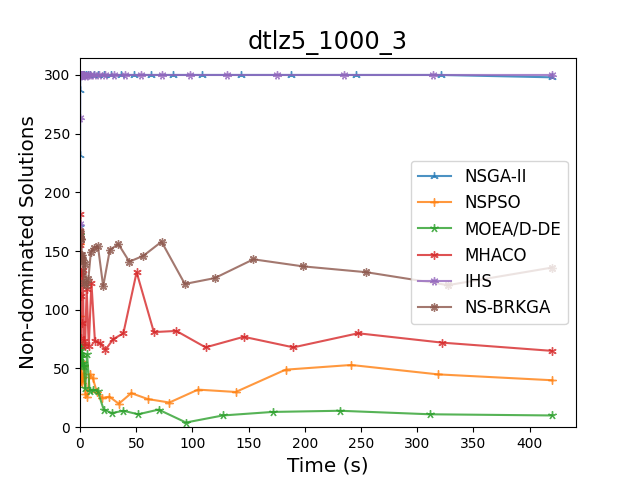 dtlz5_1000_3
Non-dominated Solutions
300
250
200
150
100
50
0
0 50 100 150 200 250 300 350 400
Time (s)
NSGA-II
NSPSO
MOEA/D-DE
MHACO
IHS
NS-BRKGA